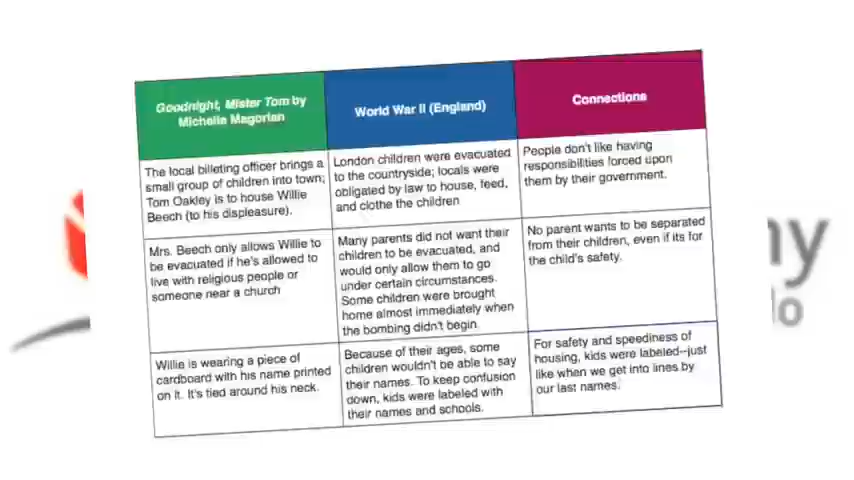 Goodnight, Mister Tom by
Michelle Magorian
World War II (England)
Connections
The local billeting officer brings a
small group of children into town;
Tom Oakley is to house Willie
Beech (to his displeasure).
London children were evacuated
to the countryside; locals were
obligated by law to house, feed,
and clothe the children
People don't like having
responsibilities forced upon
them by their government.
Mrs. Beech only allows Willie to
be evacuated if he's allowed to
live with religious people or
someone near a church
Many parents did not want their
children to be evacuated, and
would only allow them to go
under certain circumstances.
Some children were brought
home almost immediately when
the bombing didn't begin
No parent wants to be separated
from their children, even if its for
the child's safety.
Willie is wearing a piece of
cardboard with his name printed
on it. It's tied around his neck.
Because of their ages, some
children wouldn't be able to say
their names. To keep confusion
down, kids were labeled with
their names and schools.
For safety and speediness of
housing, kids were labeled--just
like when we get into lines by
our last names.